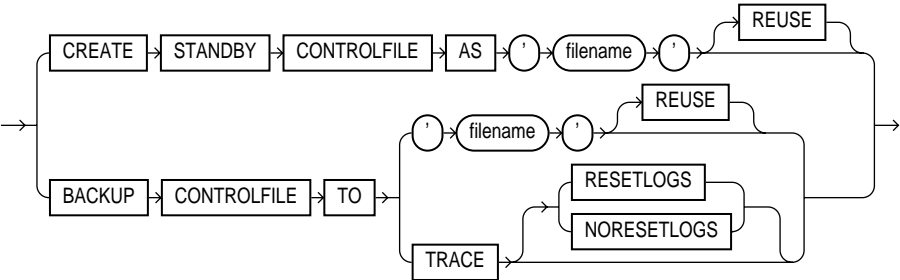 REUSE
CREATE STANDBY CONTROLFILE AS ' filename '
REUSE
' filename '
RESETLOGS
BACKUP CONTROLFILE TO
NORESETLOGS
TRACE